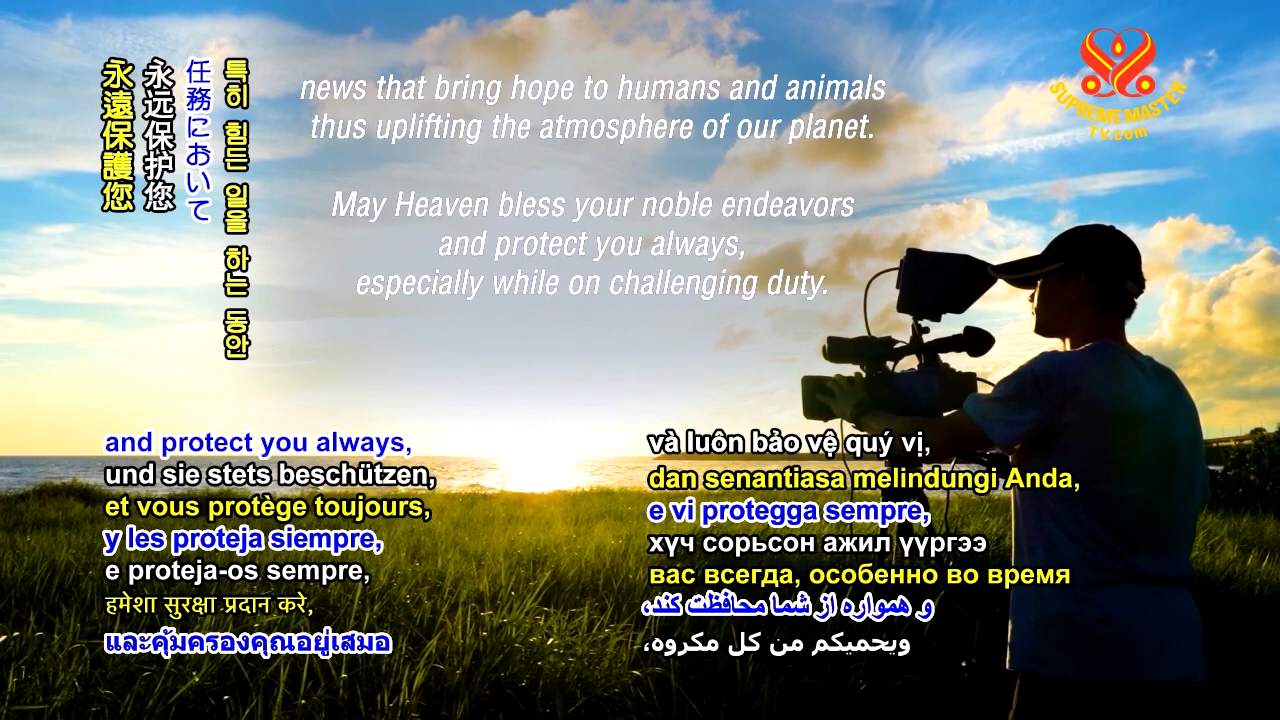 永遠保護您
永远保护您
任務において
특히 힘든 일을 하는 동안
news that bring hope to humans and animals
thus uplifting the atmosphere of our planet.
May Heaven bless your noble endeavors
and protect you always,
especially while on challenging duty.
SUPREME MASTER
TV.com
and protect you always,
und sie stets beschützen,
et vous protège toujours,
y les proteja siempre,
e proteja-os sempre,
हमेशा सुरक्षा प्रदान करे,
และคุ้มครองคุณอยู่เสมอ
và luôn bảo vệ quý vị,
dan senantiasa melindungi Anda,
e vi protegga sempre,
хүч сорьсон ажил үүргээ
вас всегда, особенно во время
و همواره از شما محافظت کند،
ويحميكم من كل مكروه،